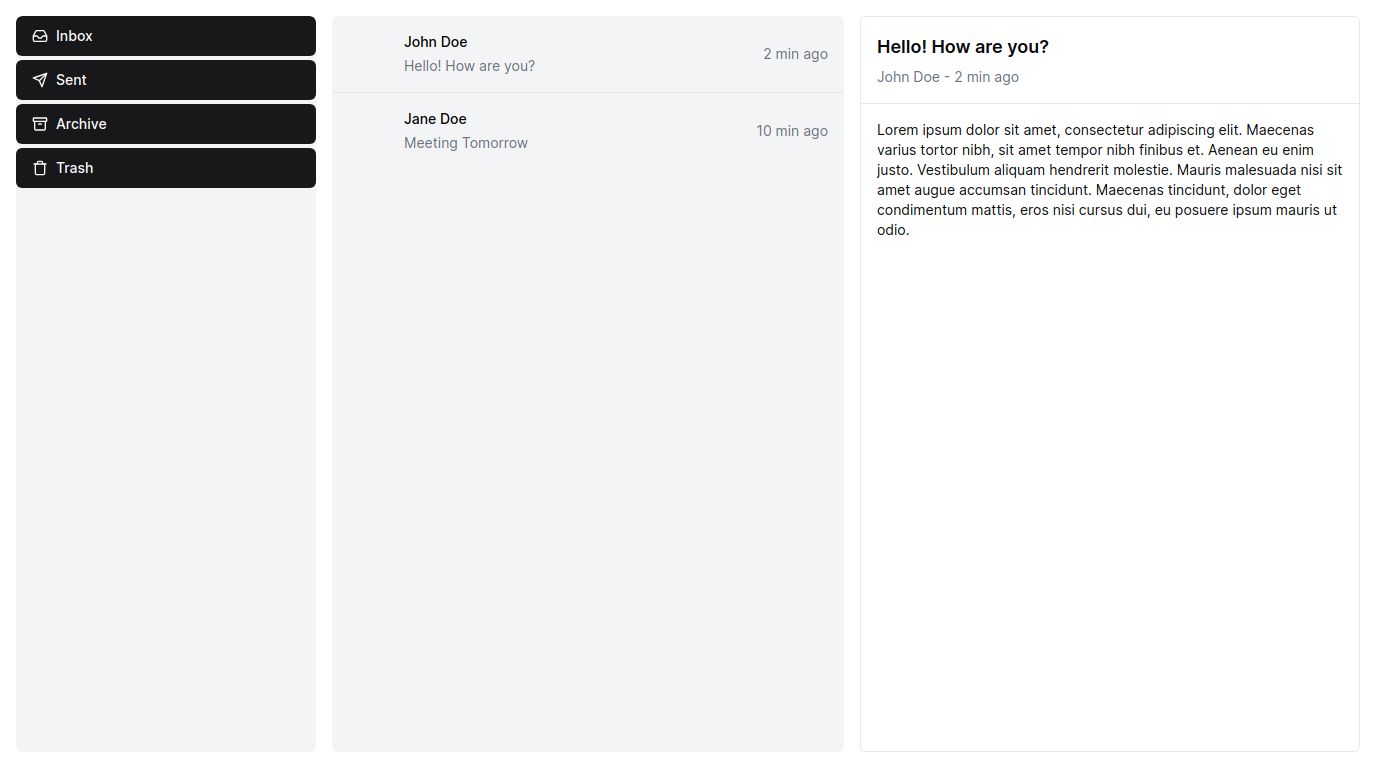 Inbox
Sent
Archive
Trash
John Doe
Hello! How are you?
2 min ago
Jane Doe
Meeting Tomorrow
10 min ago
Hello! How are you?
John Doe - 2 min ago
Lorem ipsum dolor sit amet, consectetur adipiscing elit. Maecenas
varius tortor nibh, sit amet tempor nibh finibus et. Aenean eu enim
justo. Vestibulum aliquam hendrerit molestie. Mauris malesuada nisi sit
amet augue accumsan tincidunt. Maecenas tincidunt, dolor eget
condimentum mattis, eros nisi cursus dui, eu posuere ipsum mauris ut
odio.